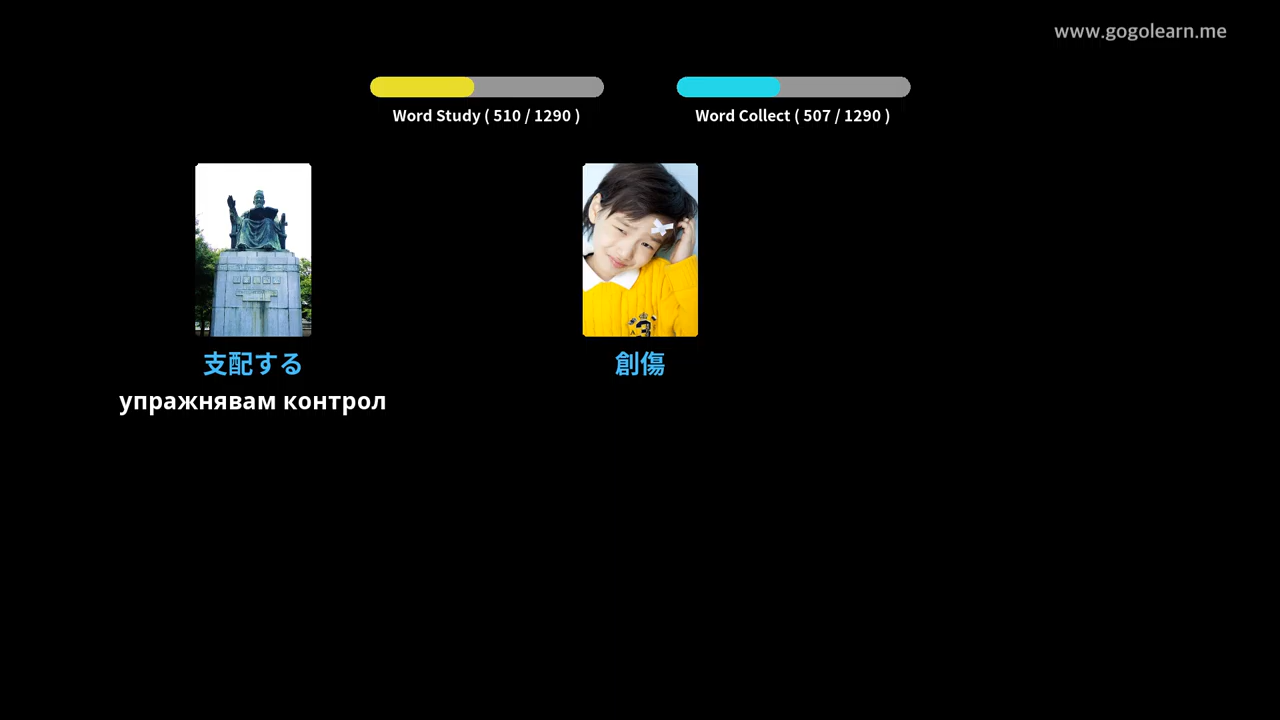 www.gogolearn.me
Word Study ( 510 / 1290 )
Word Collect ( 507 / 1290 )
支配する
創傷
упражнявам контрол